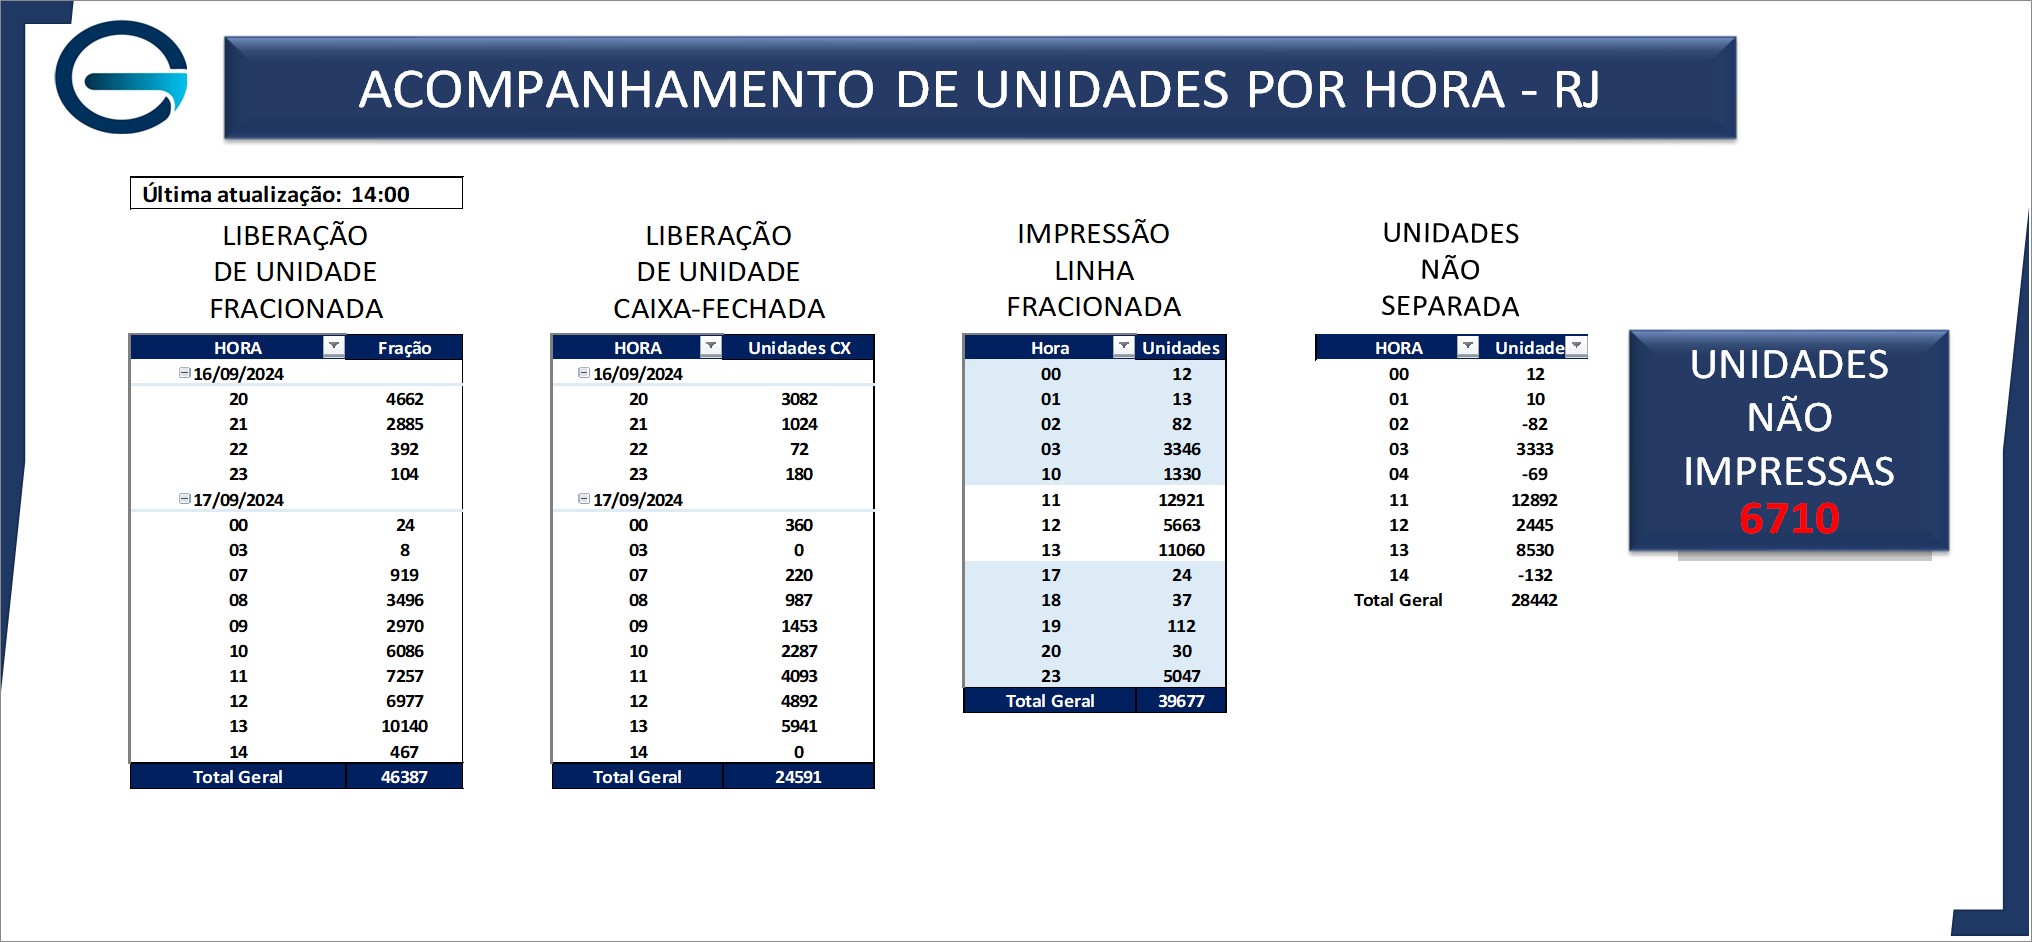 ACOMPANHAMENTO DE UNIDADES POR HORA - RJ
Última atualização: 14:00
LIBERAÇÃO
DE UNIDADE
FRACIONADA
HORA Fração
16/09/2024
20 4662
21 2885
22 392
23 104
17/09/2024
00 24
03 8
07 919
08 3496
09 2970
10 6086
11 7257
12 6977
13 10140
14 467
Total Geral 46387
LIBERAÇÃO
DE UNIDADE
CAIXA-FECHADA
HORA Unidades CX
16/09/2024
20 3082
21 1024
22 72
23 180
17/09/2024
00 360
03 0
07 220
08 987
09 1453
10 2287
11 4093
12 4892
13 5941
14 0
Total Geral 24591
IMPRESSÃO
LINHA
FRACIONADA
Hora Unidades
00 12
01 13
02 82
03 3346
10 1330
11 12921
12 5663
13 11060
17 24
18 37
19 112
20 30
23 5047
Total Geral 39677
UNIDADES
NÃO
SEPARADA
HORA Unidade
00 12
01 10
02 -82
03 3333
04 -69
11 12892
12 2445
13 8530
14 -132
Total Geral 28442
UNIDADES
NÃO
IMPRESSAS
6710